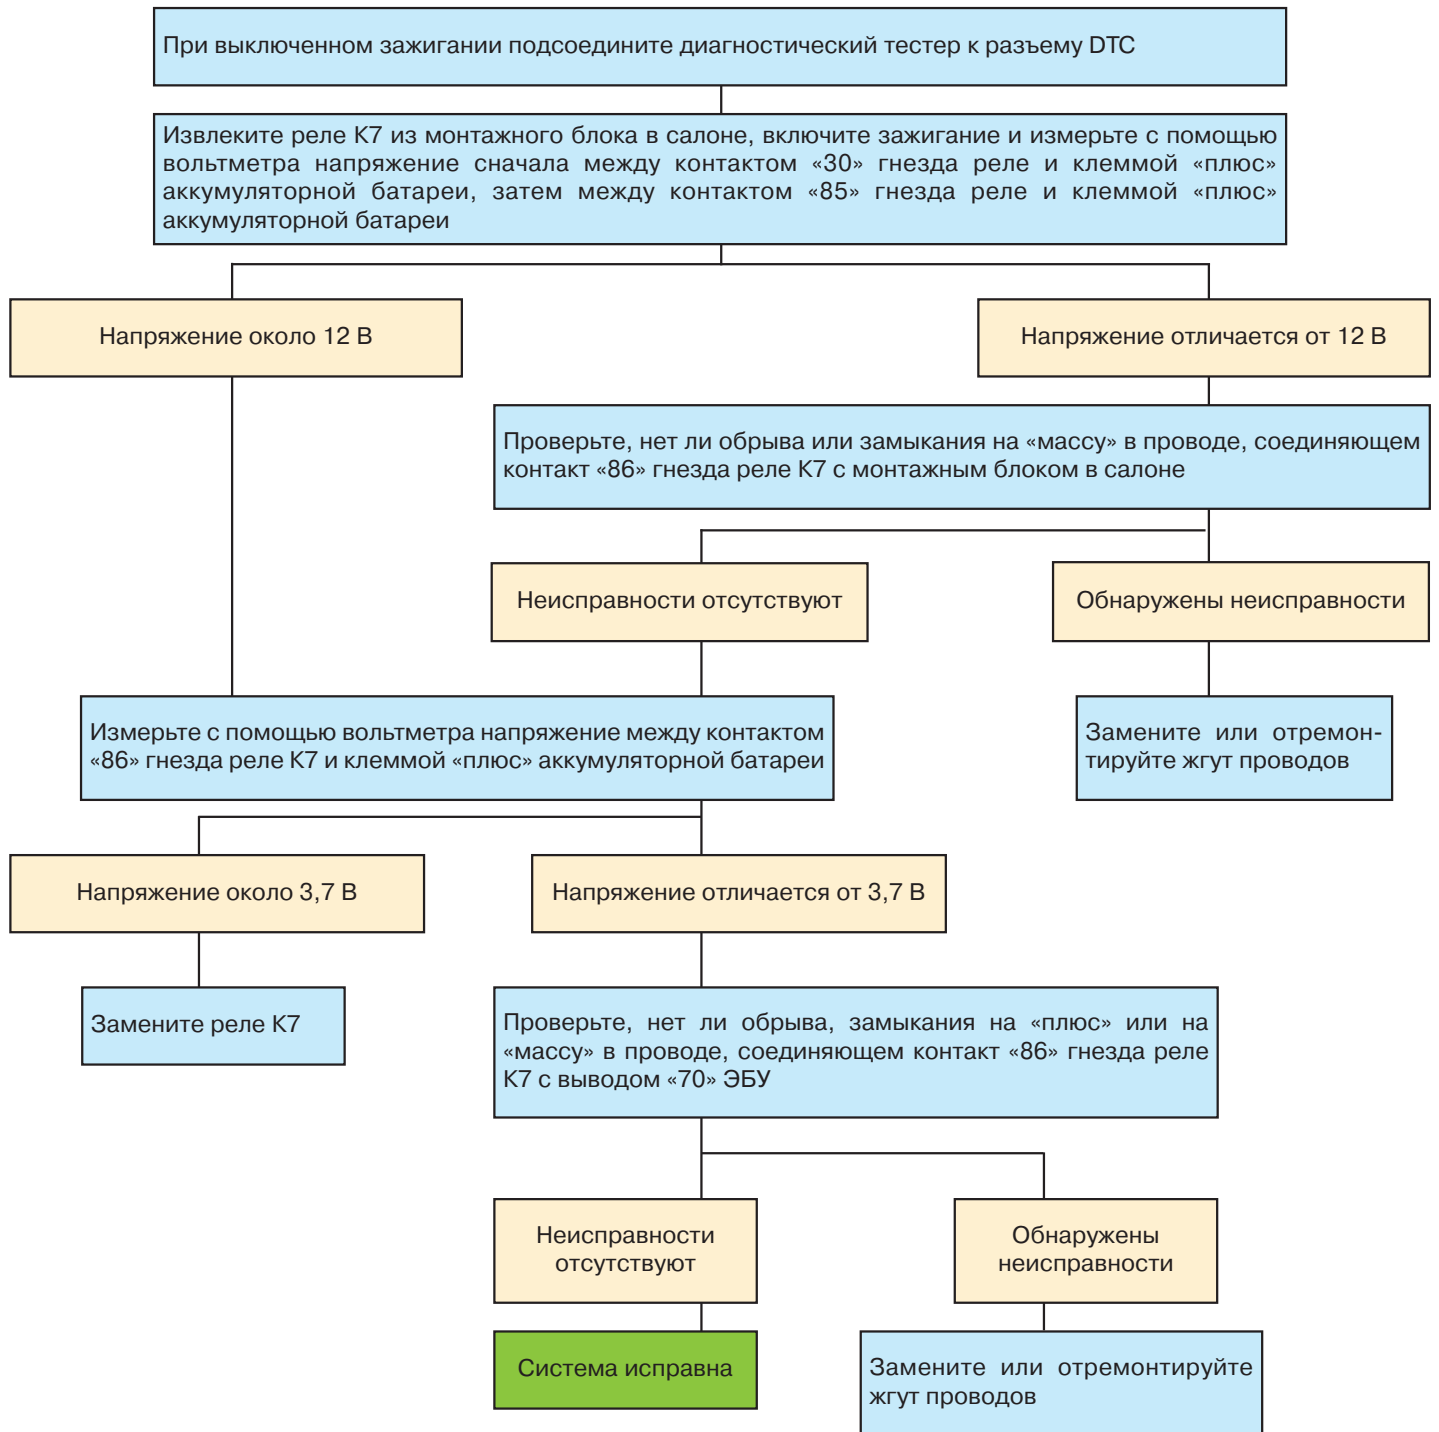 При выключенном зажигании подсоедините диагностический тестер к разъему DTC
Извлеките реле К7 из монтажного блока в салоне, включите зажигание и измерьте с помощью
вольтметра напряжение сначала между контактом «30» гнезда реле и клеммой «плюс»
аккумуляторной батареи, затем между контактом «85» гнезда реле и клеммой «плюс»
аккумуляторной батареи
Напряжение около 12 В
Напряжение отличается от 12 В
Проверьте, нет ли обрыва или замыкания на «массу» в проводе, соединяющем
контакт «86» гнезда реле К7 с монтажным блоком в салоне
Неисправности отсутствуют
Обнаружены неисправности
Измерьте с помощью вольтметра напряжение между контактом
«86» гнезда реле К7 и клеммой «плюс» аккумуляторной батареи
Замените или отремон-
тируйте жгут проводов
Напряжение около 3,7 В
Напряжение отличается от 3,7 В
Замените реле К7
Проверьте, нет ли обрыва, замыкания на «плюс» или на
«массу» в проводе, соединяющем контакт «86» гнезда реле
К7 с выводом «70» ЭБУ
Неисправности
отсутствуют
Обнаружены
неисправности
Система исправна
Замените или отремонтируйте
жгут проводов